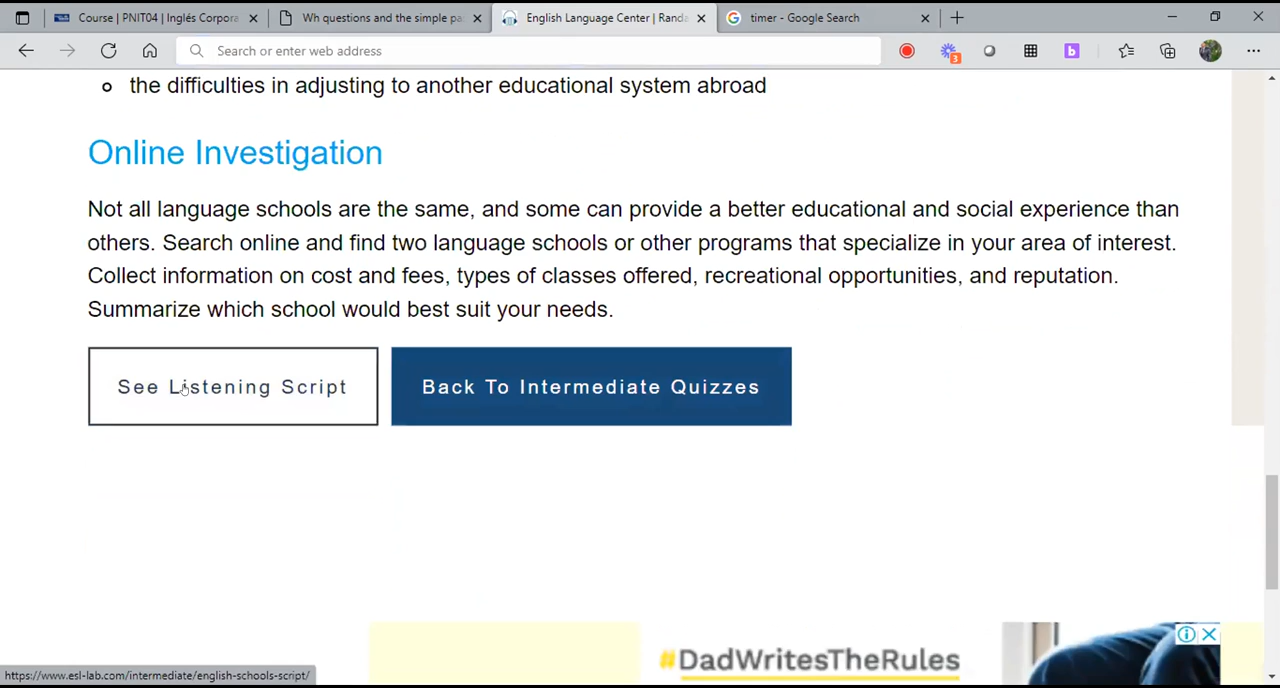 Course | PNIT04 | Inglés Corpora
Wh questions and the simple pa
English Language Center | Randa
timer - Google Search
Search or enter web address
3
b
the difficulties in adjusting to another educational system abroad
Online Investigation
Not all language schools are the same, and some can provide a better educational and social experience than
others. Search online and find two language schools or other programs that specialize in your area of interest.
Collect information on cost and fees, types of classes offered, recreational opportunities, and reputation.
Summarize which school would best suit your needs.
See Listening Script
Back To Intermediate Quizzes
#DadWritesTheRules
https://www.esl-lab.com/intermediate/english-schools-script/